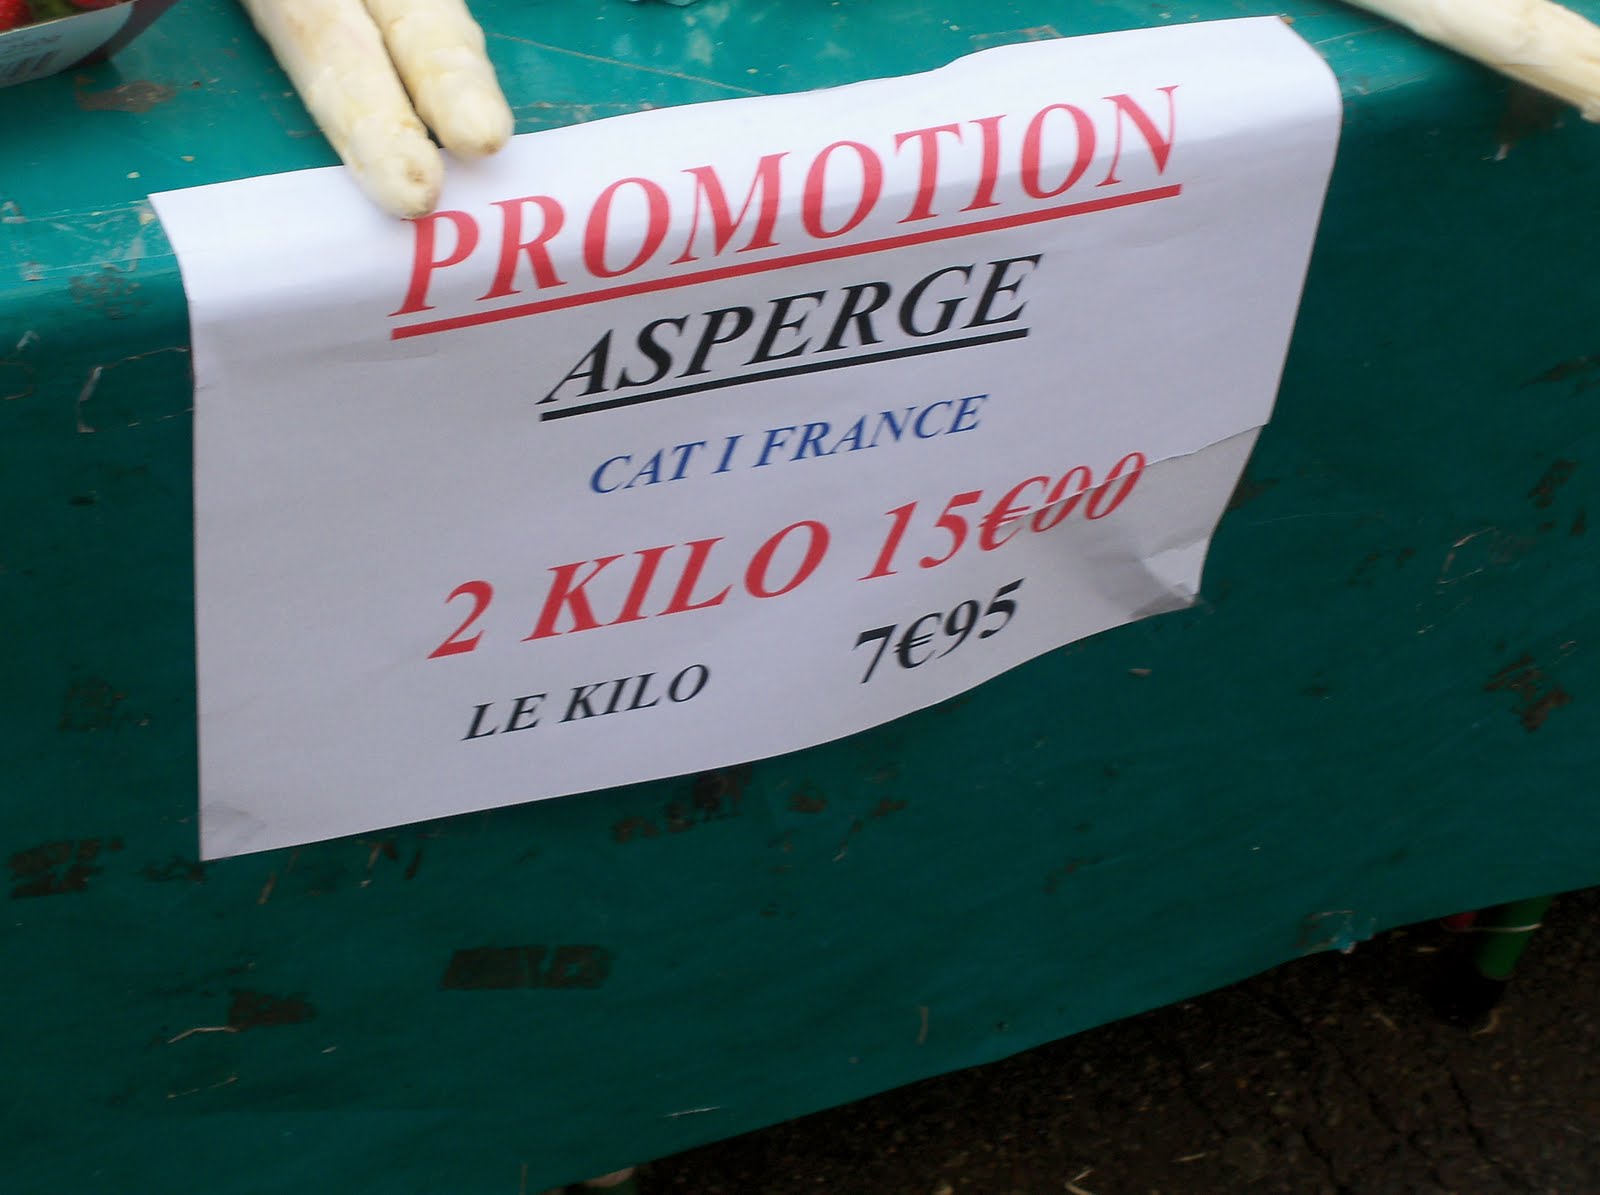 PROMOTION
ASPERGE
CAT I FRANCE
2 KILO 15€00
LE KILO 7€95